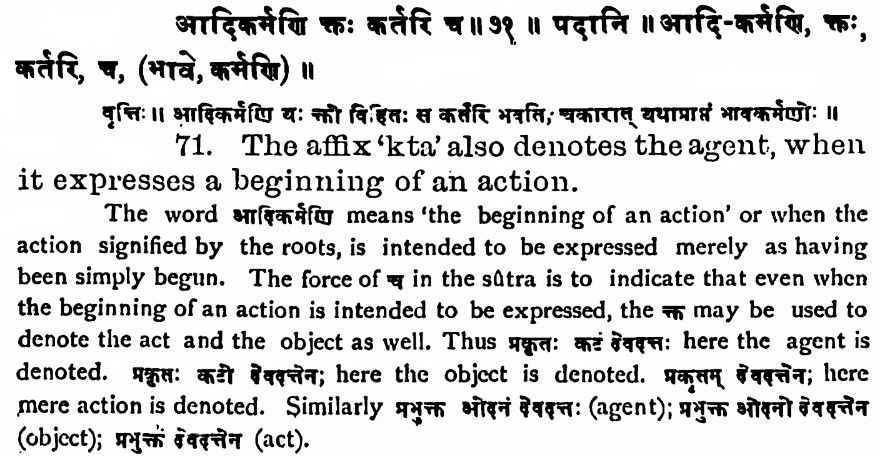 आदिकर्मणि क्तः कर्तरि च ॥ ७१ ॥ पदानि ॥ आदि-कर्मणि, क्तः,
कर्तरि, च, (भावे, कर्मणि) ॥
वृत्तिः ॥ आदिकर्मणि यः क्तो विहितः स कर्तरि भवति, चकारात् यथाप्राप्तं भावकर्मणोः ॥
71. The affix ‘kta’ also denotes the agent, when
it expresses a beginning of an action.
The word आदिकर्मणि means ‘the beginning of an action’ or when the
action signified by the roots, is intended to be expressed merely as having
been simply begun. The force of च in the sûtra is to indicate that even when
the beginning of an action is intended to be expressed, the क्त may be used to
denote the act and the object as well. Thus प्रकृतः कटं देवदत्तः here the agent is
denoted. प्रकृतः कटो देवदत्तेन; here the object is denoted. प्रकृतम् देवदत्तेन; here
mere action is denoted. Similarly प्रभुक्त ओदनं देवदत्तः (agent); प्रभुक्त ओदनो देवदत्तेन
(object); प्रभुक्तं देवदत्तेन (act).